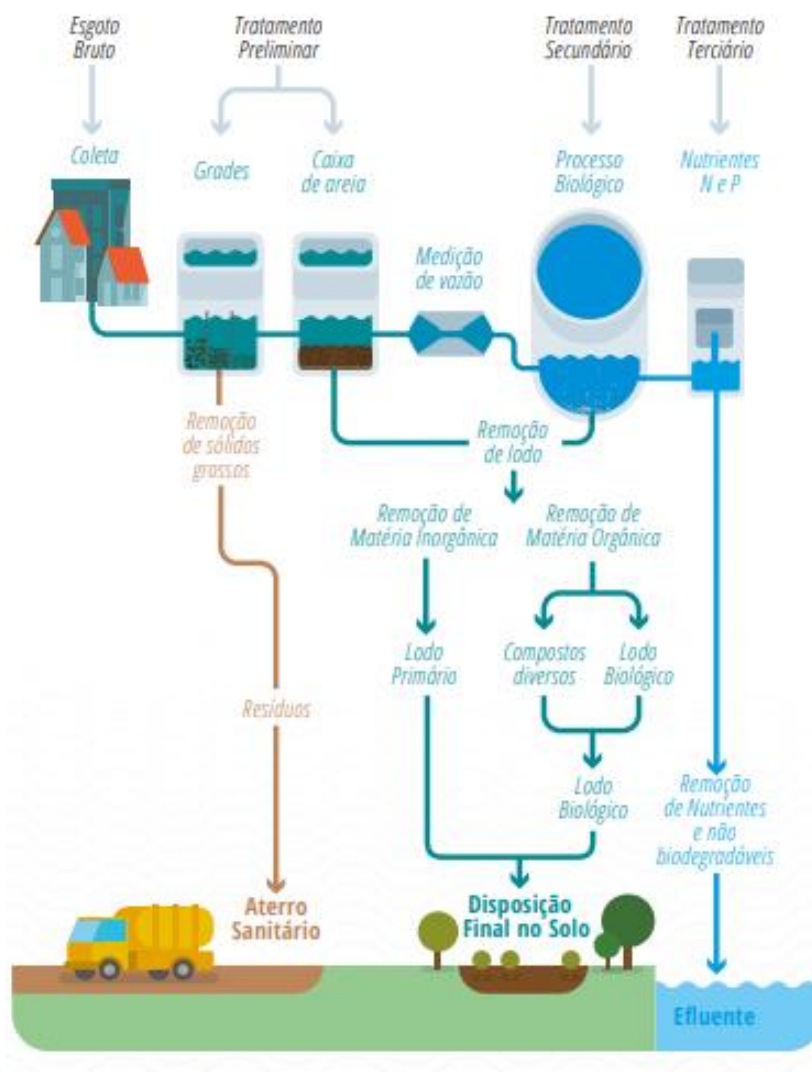 Esgoto
Bruto
Tratamento
Preliminar
Tratamento
Secundário
Tratamento
Terciário
Coleta
Grades
Caixa
de areia
Processo
Biológico
Nutrientes
N e P
Medição
de vazão
Remoção
de sólidos
grossos
Remoção
de lodo
Remoção de
Matéria Inorgânica
Remoção de
Matéria Orgânica
Lodo
Primário
Compostos
diversos
Lodo
Biológico
Resíduos
Lodo
Biológico
Remoção
de Nutrientes
e não
biodegradáveis
Aterro
Sanitário
Disposição
Final no Solo
Efluente